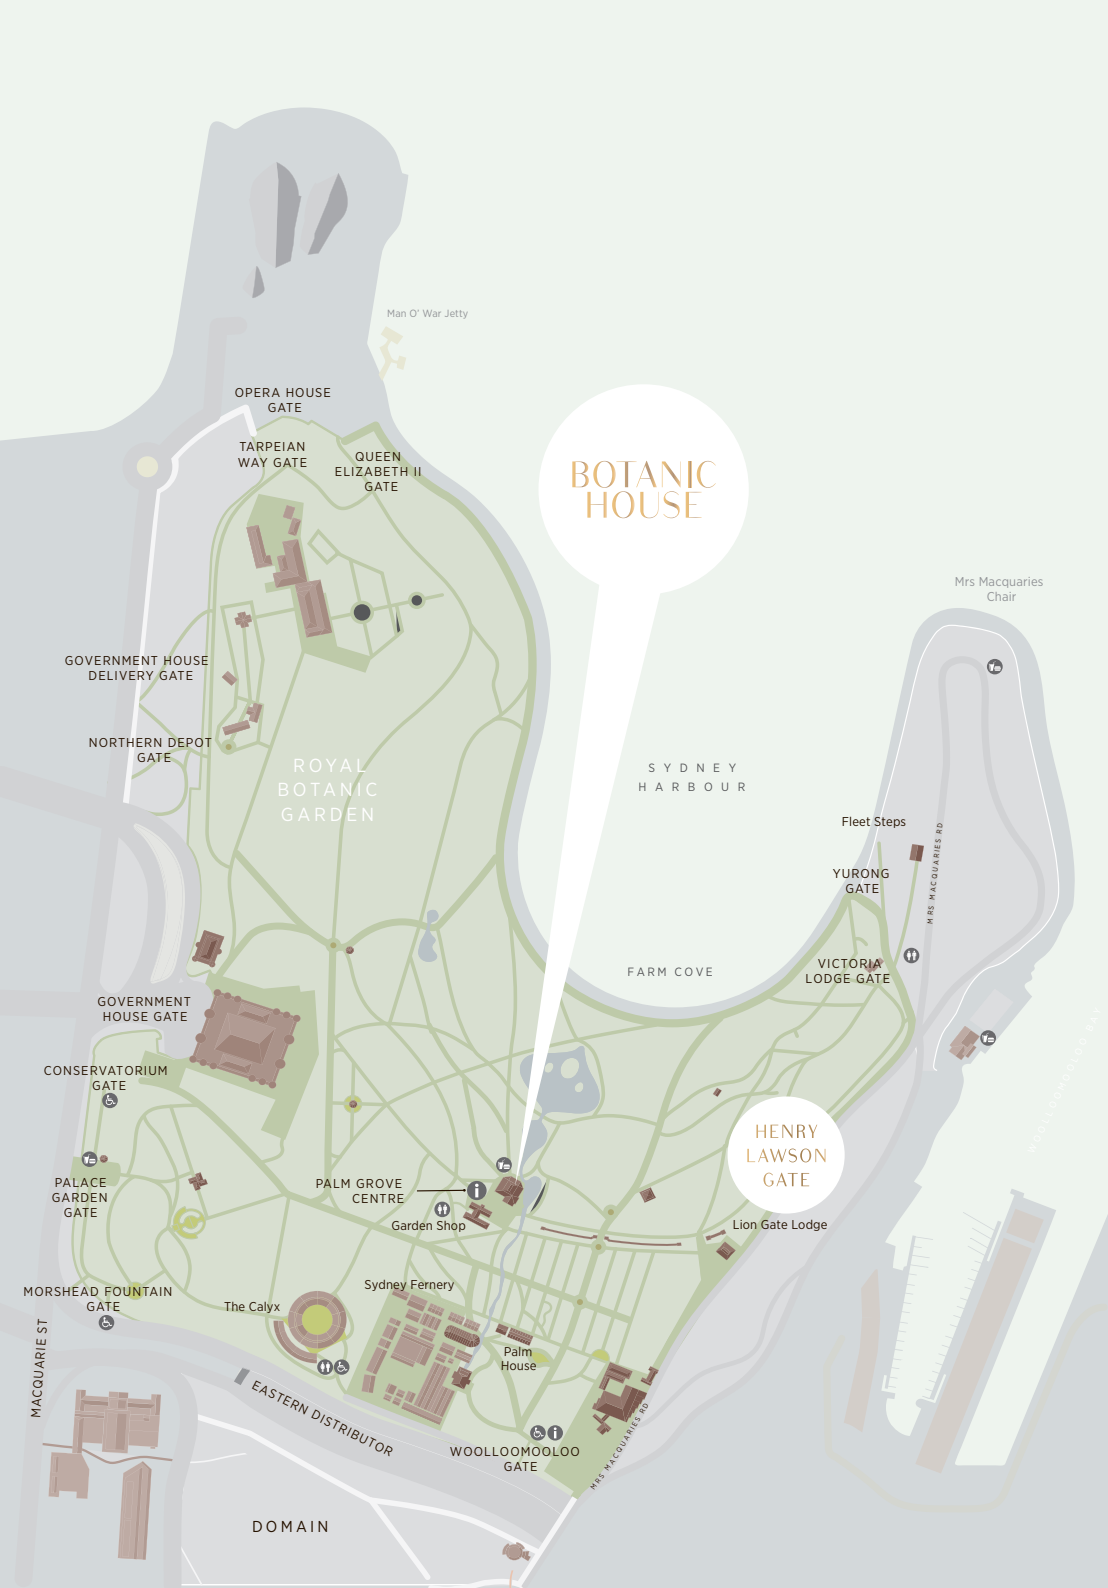 Man O' War Jetty
OPERA HOUSE
GATE
TARPEIAN
WAY GATE
QUEEN
ELIZABETH II
GATE
BOTANIC
HOUSE
Mrs Macquaries
Chair
GOVERNMENT HOUSE
DELIVERY GATE
NORTHERN DEPOT
GATE
ROYAL
BOTANIC
GARDEN
SYDNEY
HARBOUR
Fleet Steps
MRS MACQUARIES RD
YURONG
GATE
VICTORIA
LODGE GATE
FARM COVE
GOVERNMENT
HOUSE GATE
CONSERVATORIUM
GATE
WOOLLOOMOOLOO BAY
HENRY
LAWSON
GATE
PALACE
GARDEN
GATE
PALM GROVE
CENTRE
i
Garden Shop
Lion Gate Lodge
Sydney Fernery
MORSHEAD FOUNTAIN
GATE
The Calyx
Palm
House
MACQUARIE ST
EASTERN DISTRIBUTOR
i
WOOLLOOMOOLOO
GATE
MRS MACQUARIES RD
DOMAIN